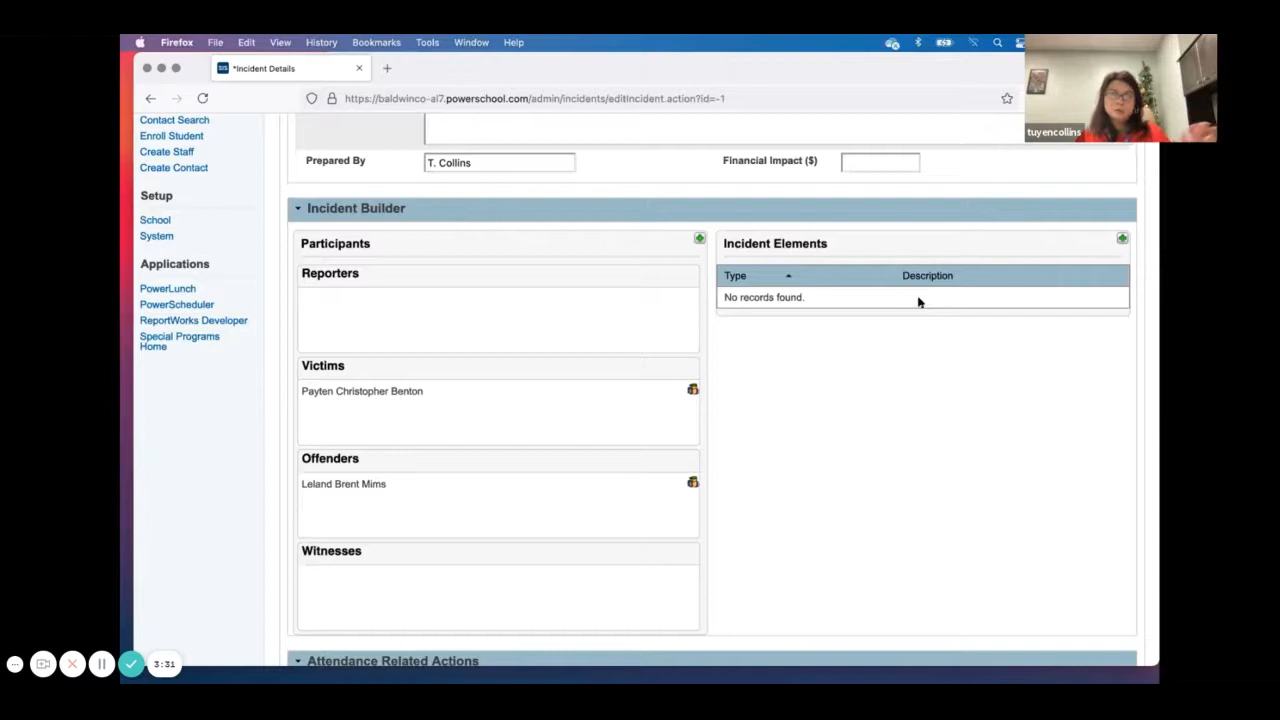 Firefox File Edit View History Bookmarks Tools Window Help
*Incident Details
https://baldwinco-al7.powerschool.com/admin/incidents/editIncident.action?id=-1
tuyencollins
Contact Search
Enroll Student
Create Staff
Create Contact
Setup
School
System
Applications
PowerLunch
PowerScheduler
ReportWorks Developer
Special Programs
Home
Prepared By T. Collins Financial Impact ($)
Incident Builder
Participants
Reporters
Victims
Payten Christopher Benton
Offenders
Leland Brent Mims
Witnesses
Incident Elements
Type Description
No records found.
Attendance Related Actions
3:31